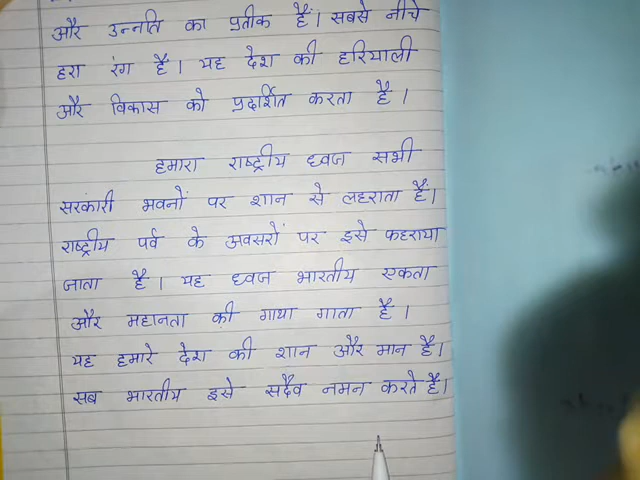 और उन्नति का प्रतीक हैं। सबसे नीचे
हरा रंग है। यह देश की हरियाली
और विकास को प्रदर्शित करता है।
हमारा राष्ट्रीय ध्वज सभी
सरकारी भवनों पर शान से लहराता है।
राष्ट्रीय पर्व के अवसरों पर इसे फहराया
जाता है। यह ध्वज भारतीय एकता
और महानता की गाथा गाता है।
यह हमारे देश की शान और मान है।
सब भारतीय इसे सदैव नमन करते हैं।